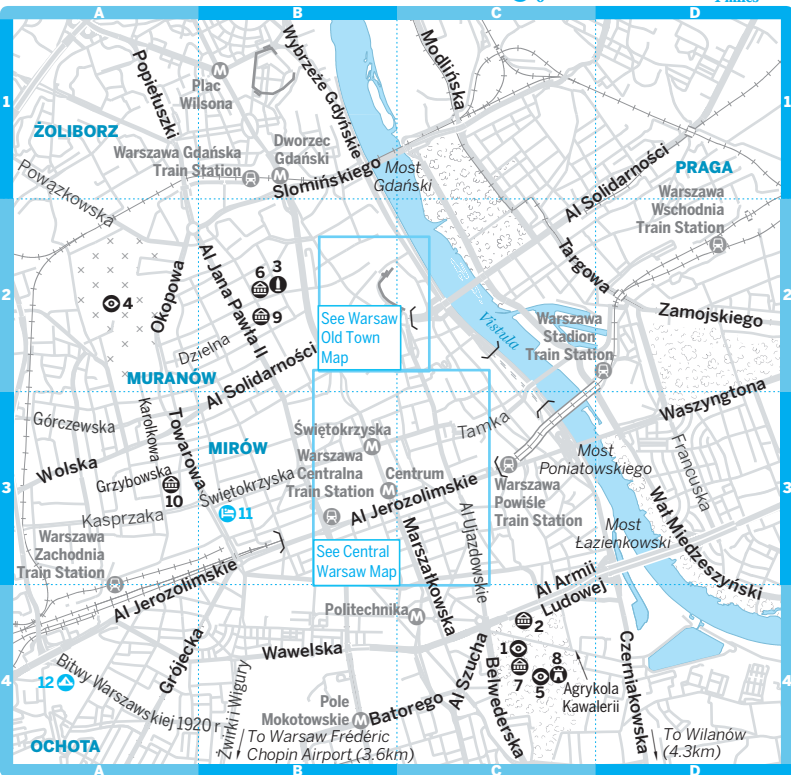 A
B
C
D
1
1
Popiełuszki
Plac
Wilsona
M
Wybrzeże Gdyńskie
Modlińska
ŻOLIBORZ
Warszawa Gdańska
Train Station
Dworzec
Gdański
M
Słomińskiego
Most
Gdański
Al Solidarności
PRAGA
Powązkowska
Warszawa
Wschodnia
Train Station
2
2
4
Okopowa
Al Jana Pawła II
6
3
9
Dzielna
See Warsaw
Old Town
Map
Vistula
Targowa
Zamojskiego
Warszawa
Stadion
Train Station
MURANÓW
Al Solidarności
Górczewska
Karolkowa
Towarowa
MIRÓW
Świętokrzyska
M
Tamka
Waszyngtona
Francuska
3
3
Wolska
Grzybowska
10
Świętokrzyska
11
Kasprzaka
Warszawa
Centralna
Train Station
Centrum
M
Al Jerozolimskie
Warszawa
Powiśle
Train Station
Most
Poniatowskiego
Warszawa
Zachodnia
Train Station
See Central
Warsaw Map
Marszałkowska
Al Ujazdowskie
Most
Łazienkowski
Wał Miedzeszyński
Al Jerozolimskie
Al Armii
Ludowej
Politechnika
M
2
4
4
Grójecka
Wawelska
1
7
5
8
Agrykola
Kawalerii
Al Szucha
Belwederska
Czerniakowska
12
Bitwy Warszawskiej 1920 r
Żwirki i Wigury
Pole
Mokotowskie
M
Batorego
OCHOTA
To Warsaw Frédéric
Chopin Airport (3.6km)
To Wilanów
(4.3km)
A
B
C
D